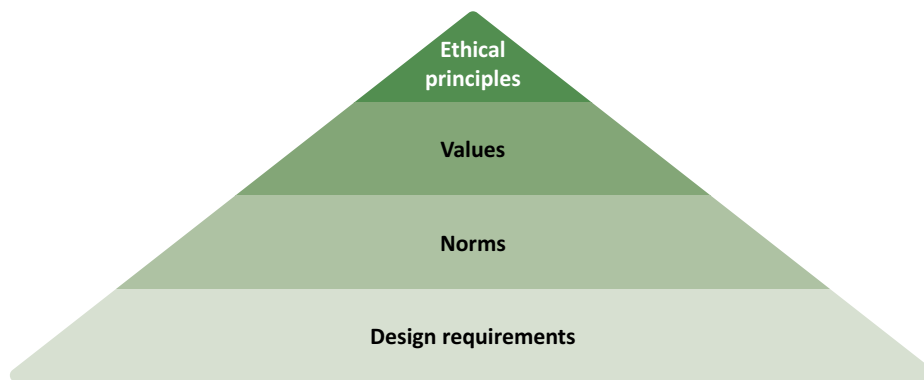 Ethical
principles
Values
Norms
Design requirements